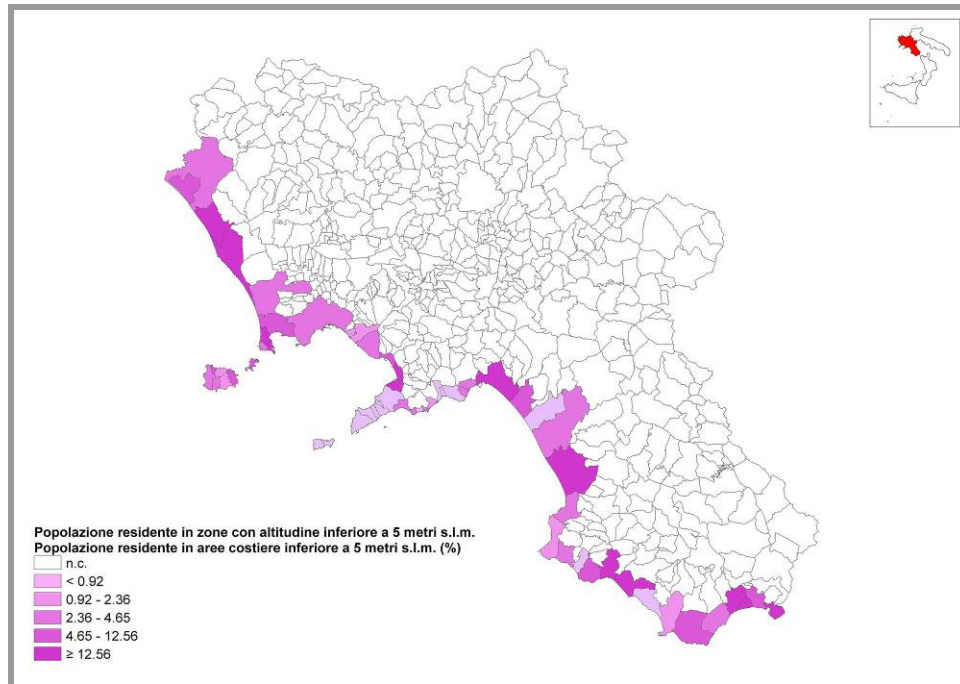 Popolazione residente in zone con altitudine inferiore a 5 metri s.l.m.
Popolazione residente in aree costiere inferiore a 5 metri s.l.m. (%)
n.c.
< 0.92
0.92 - 2.36
2.36 - 4.65
4.65 - 12.56
≥ 12.56